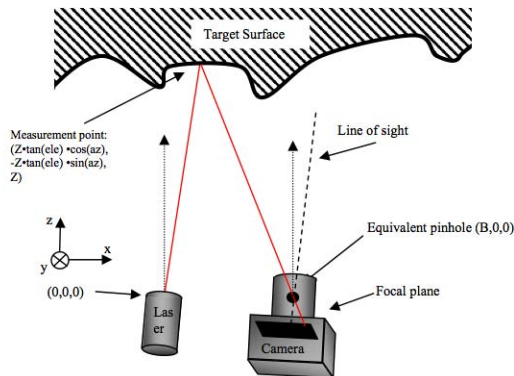 Target Surface
Measurement point:
(Z•tan(ele) •cos(az),
-Z•tan(ele) •sin(az),
Z)
Line of sight
z
x
y
Equivalent pinhole (B,0,0)
(0,0,0)
Focal plane
Las
er
Camera